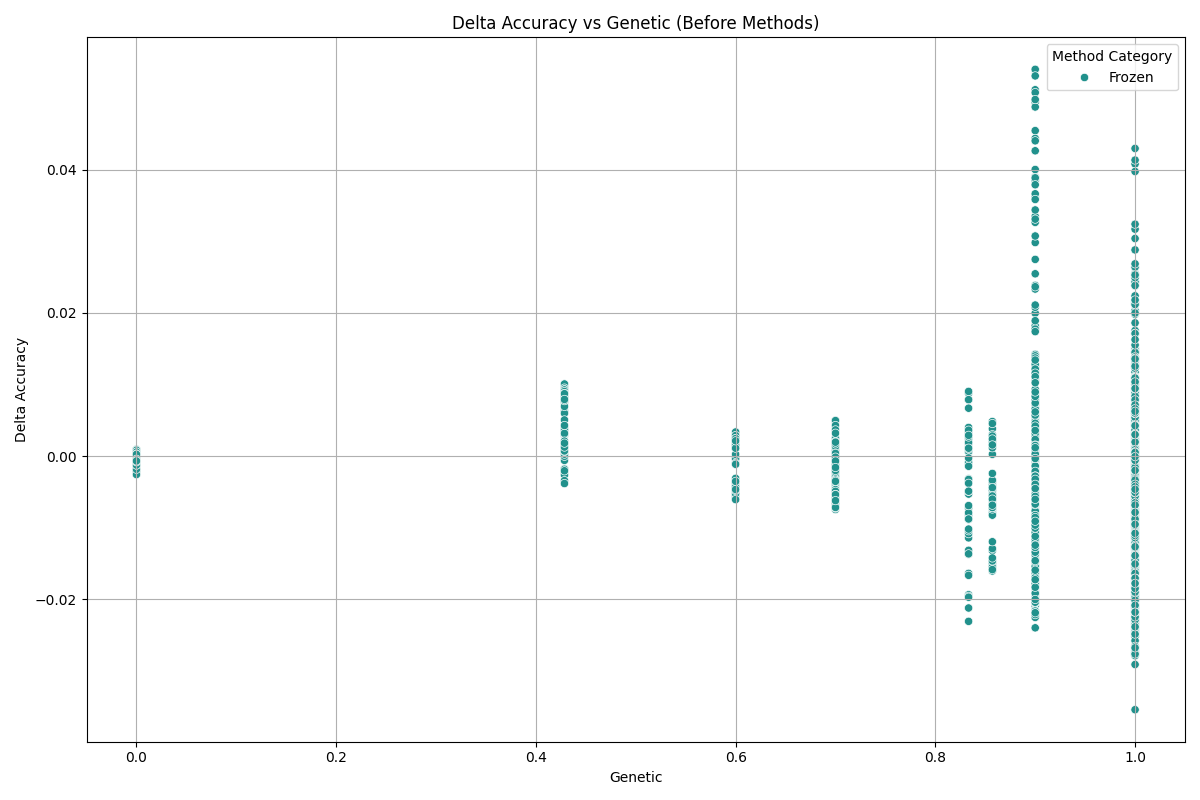 Delta Accuracy vs Genetic (Before Methods)
Method Category
Frozen
Delta Accuracy
0.04
0.02
0.00
−0.02
0.0
0.2
0.4
0.6
0.8
1.0
Genetic